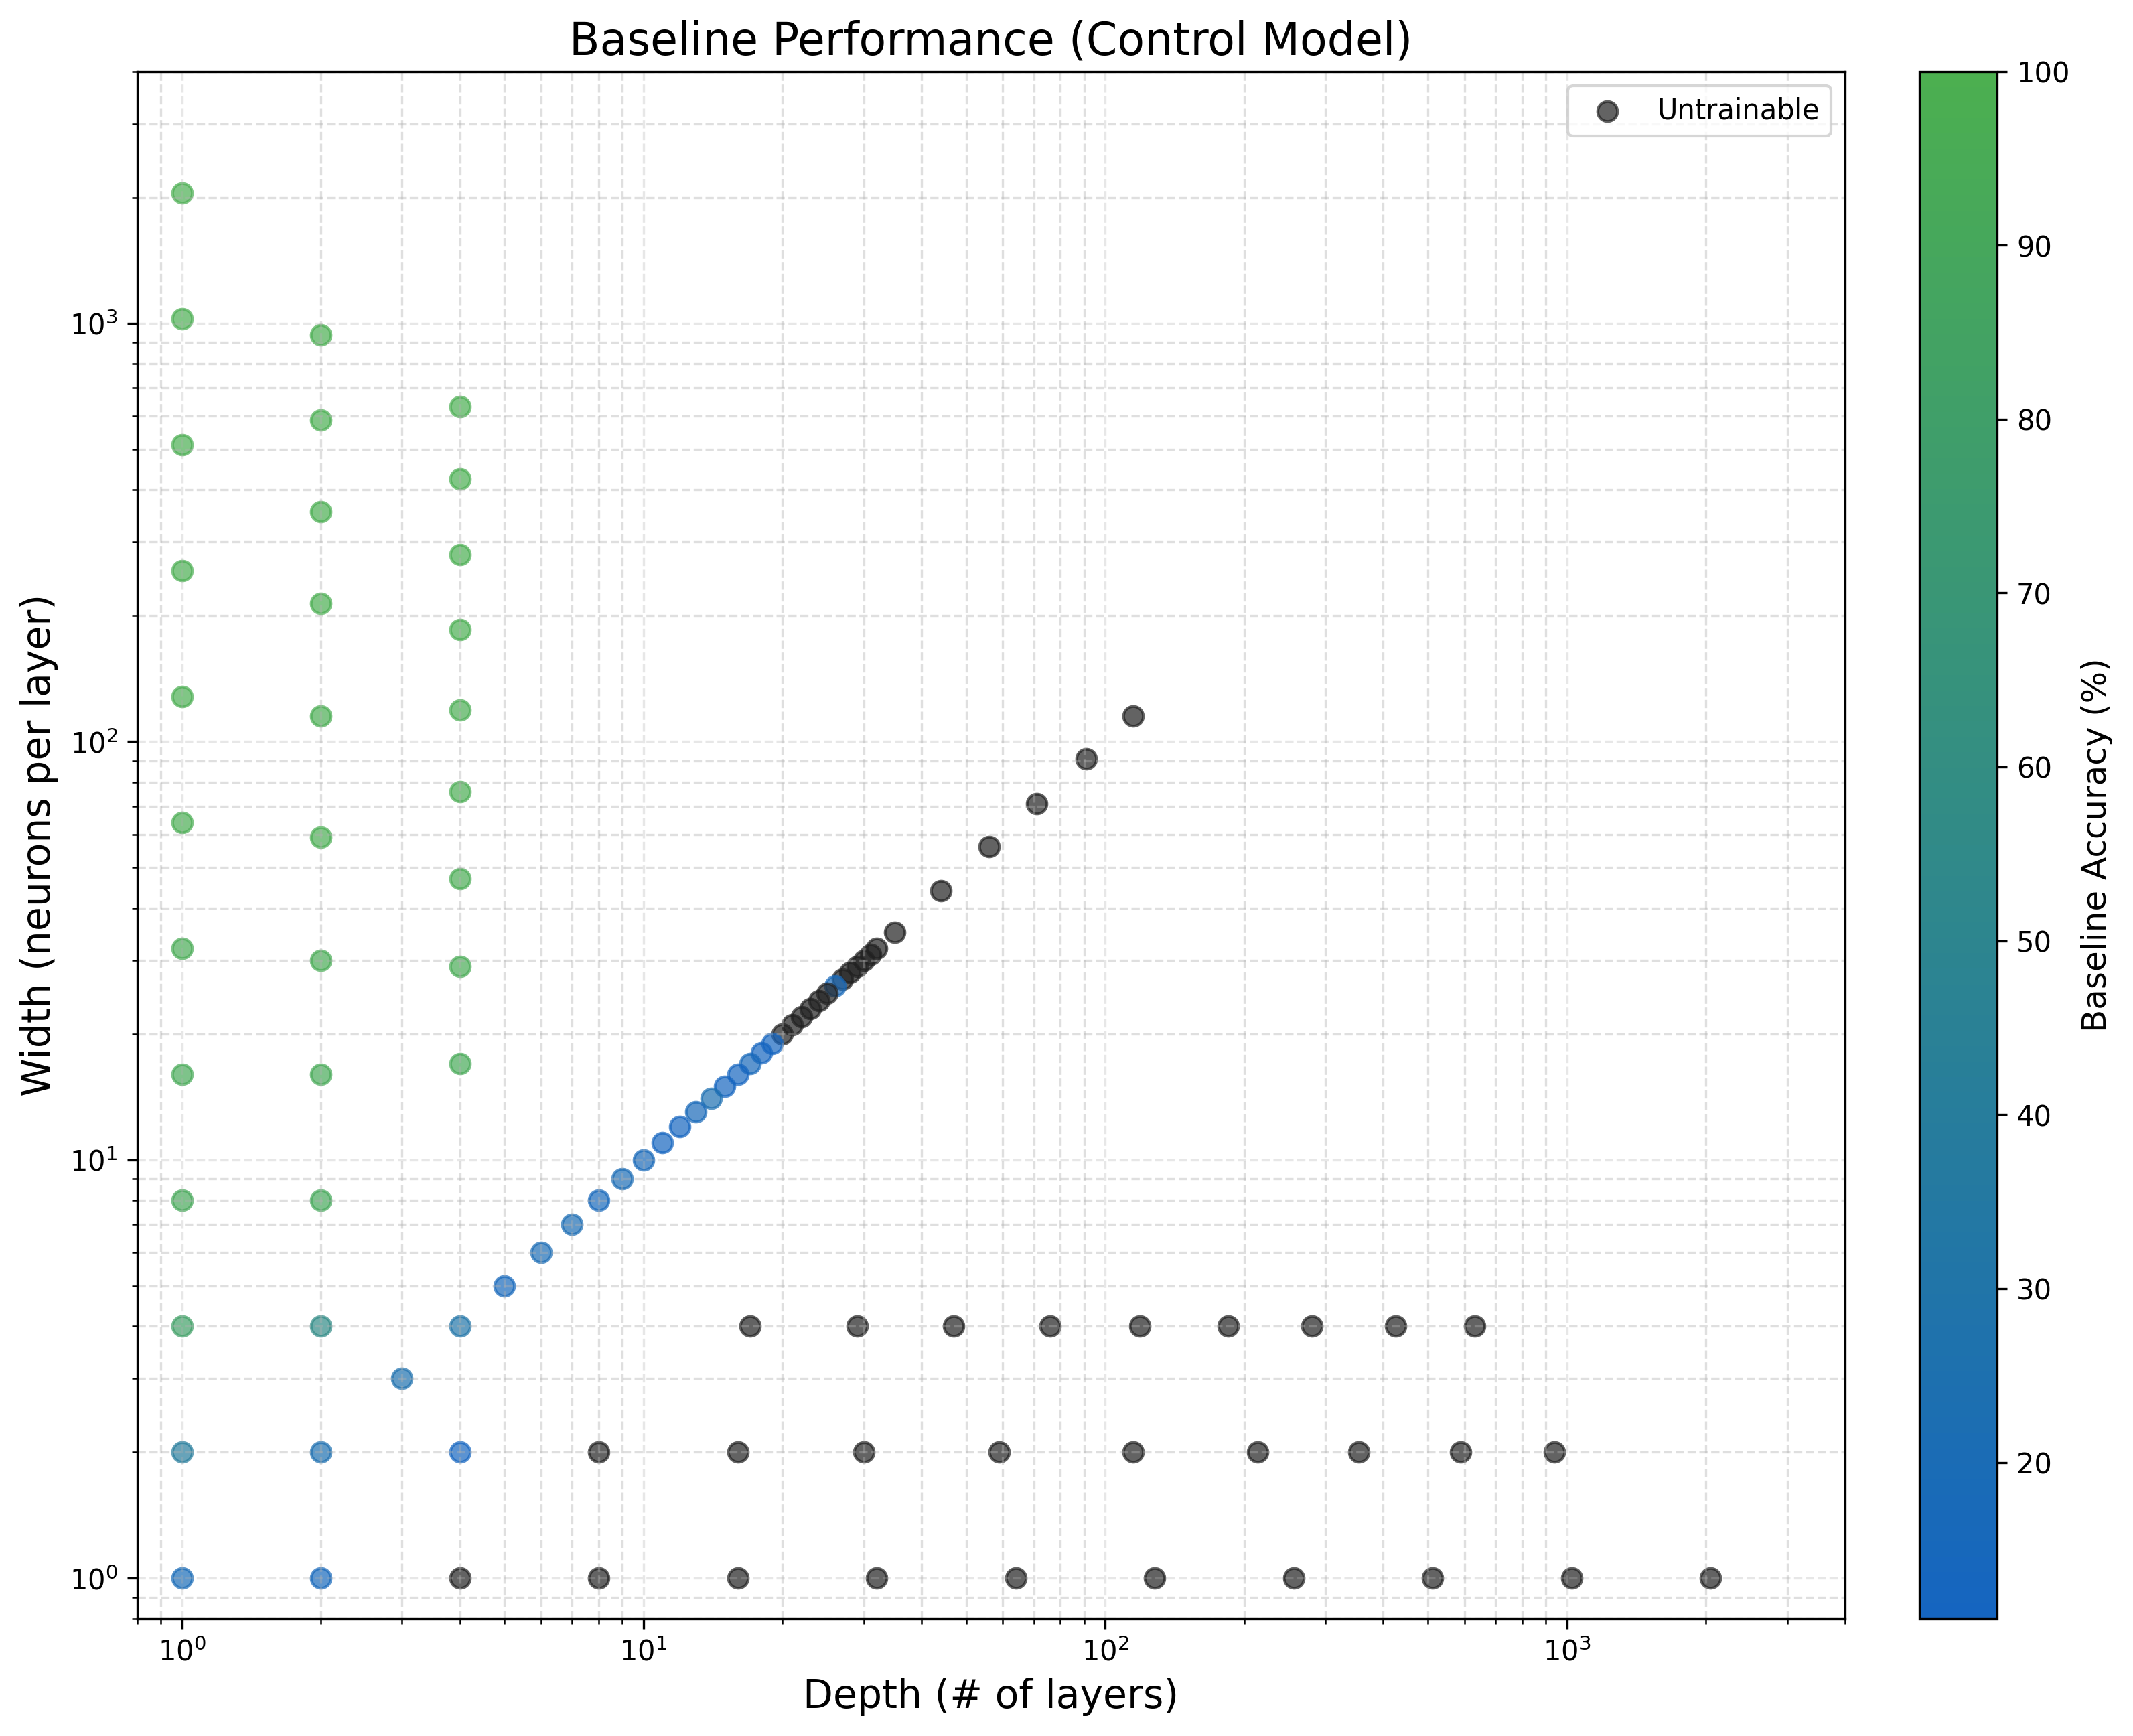 Baseline Performance (Control Model)
Untrainable
Width (neurons per layer)
10³
10²
10¹
10⁰
10⁰ 10¹ 10² 10³
Depth (# of layers)
100
90
80
70
60
50
40
30
20
Baseline Accuracy (%)